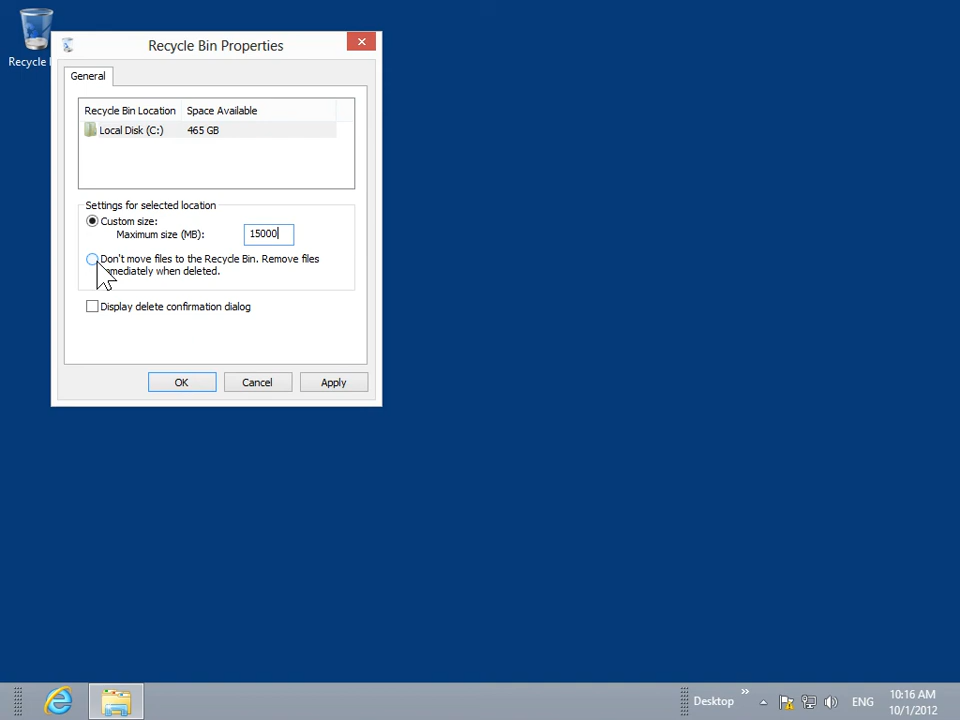 Recycle
Recycle Bin Properties
General
Recycle Bin Location Space Available
Local Disk (C:) 465 GB
Settings for selected location
Custom size:
Maximum size (MB): 15000
Don't move files to the Recycle Bin. Remove files
mediately when deleted.
Display delete confirmation dialog
OK Cancel Apply
Desktop » ENG 10:16 AM
10/1/2012